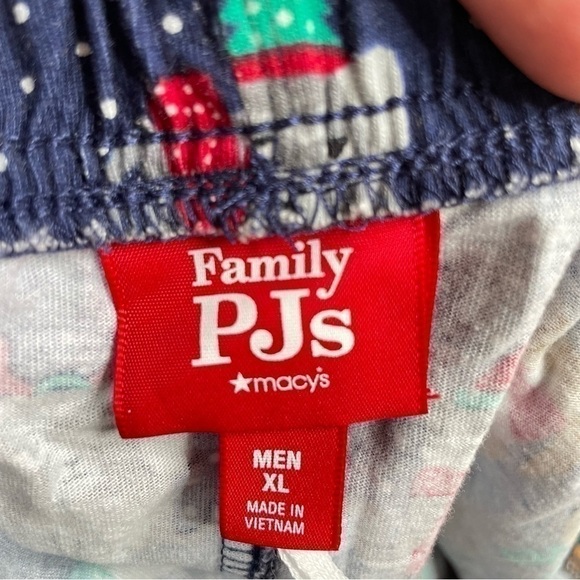 Family
PJs
★macy's
MEN
XL
MADE IN
VIETNAM